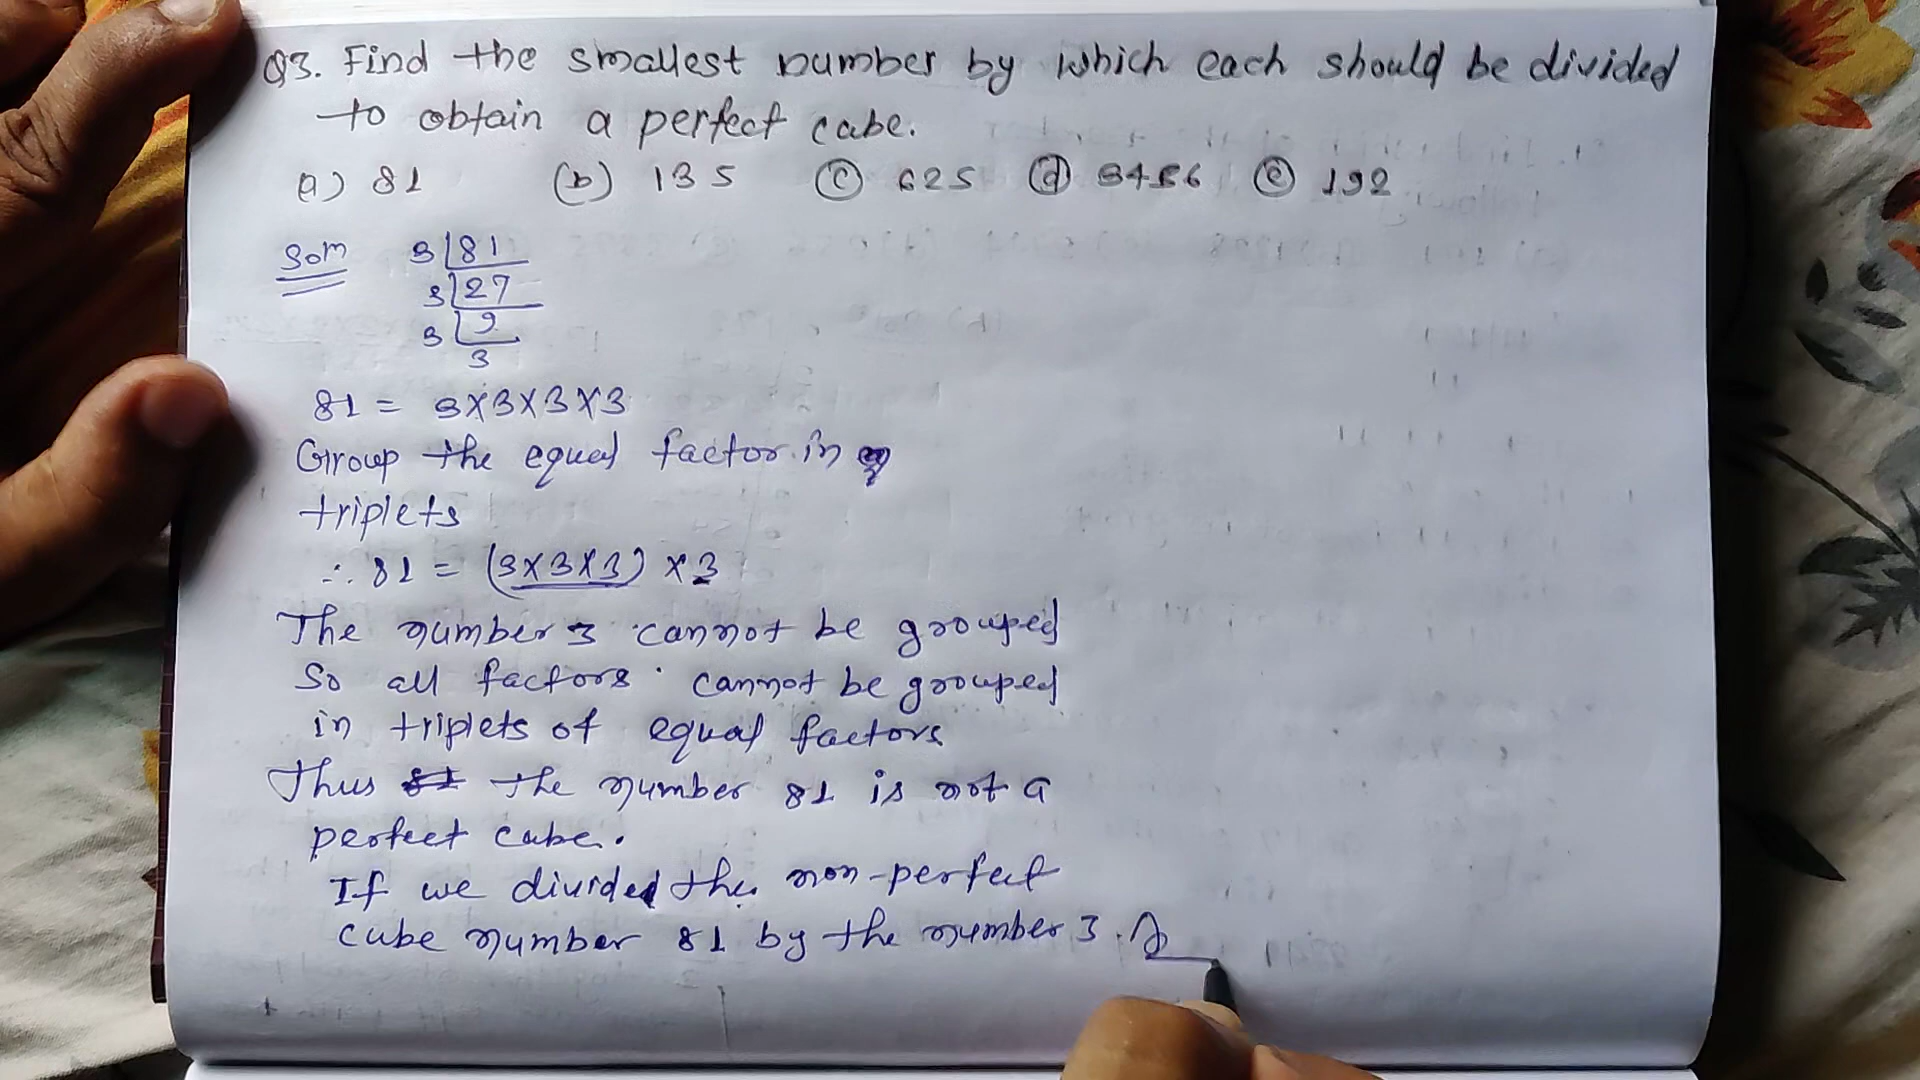 Q3. Find the smallest number by which each should be divided
to obtain a perfect cube.
(a) 81 (b) 135 (c) 625 (d) 3456 (e) 192
Soln 3 81
3 27
3 9
3
81 = 3×3×3×3
Group the equal factor in
triplets
∴ 81 = (3×3×3) ×3
The number 3 cannot be grouped
So all factors cannot be grouped
in triplets of equal factors
Thus the number 81 is not a
perfect cube.
If we divided the non-perfect
cube number 81 by the number 3.